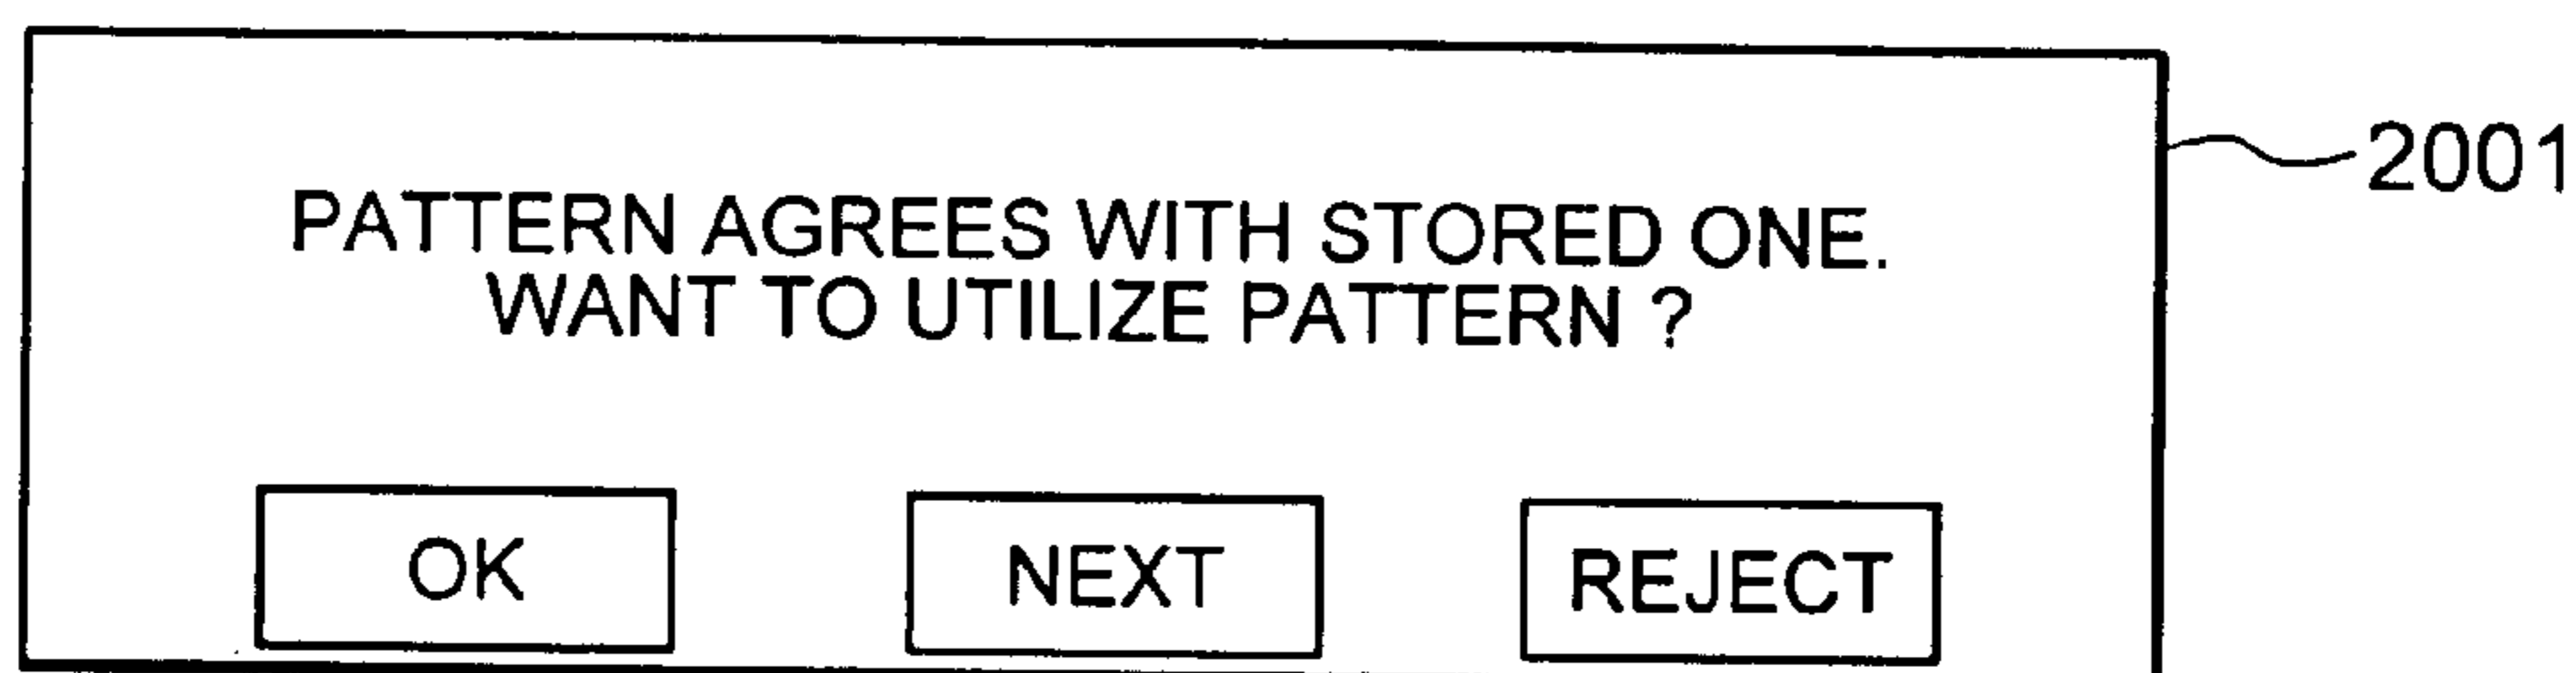 PATTERN AGREES WITH STORED ONE.
WANT TO UTILIZE PATTERN ?
OK NEXT REJECT
2001